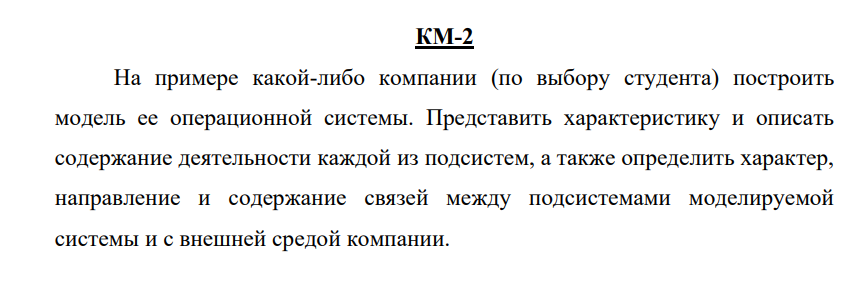 КМ-2
На примере какой-либо компании (по выбору студента) построить
модель ее операционной системы. Представить характеристику и описать
содержание деятельности каждой из подсистем, а также определить характер,
направление и содержание связей между подсистемами моделируемой
системы и с внешней средой компании.